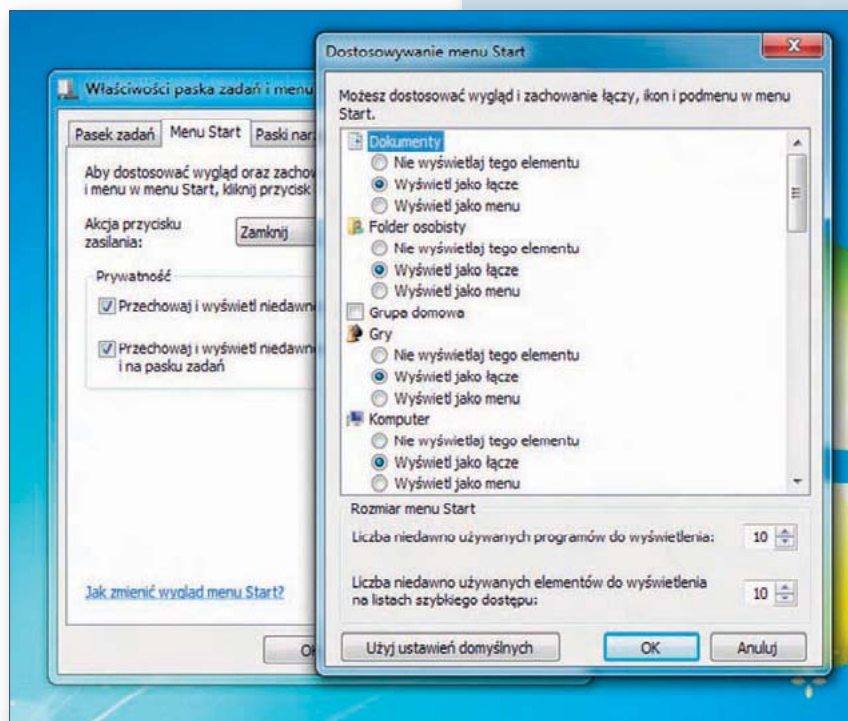 Dostosowywanie menu Start
Właściwości paska zadań i menu
Możesz dostosować wygląd i zachowanie łączy, ikon i podmenu w menu
Start.
Pasek zadań Menu Start Paski nar
Dokumenty
Nie wyświetlaj tego elementu
Wyświetl jako łącze
Wyświetl jako menu
Folder osobisty
Nie wyświetlaj tego elementu
Wyświetl jako łącze
Wyświetl jako menu
Grupa domowa
Gry
Nie wyświetlaj tego elementu
Wyświetl jako łącze
Wyświetl jako menu
Komputer
Nie wyświetlaj tego elementu
Wyświetl jako łącze
Wyświetl jako menu
Aby dostosować wygląd oraz zachow
i menu w menu Start, kliknij przycisk
Akcja przycisku
zasilania:
Zamknij
Prywatność
Przechowaj i wyświetl niedawn
Przechowaj i wyświetl niedawn
i na pasku zadań
Jak zmienić wygląd menu Start?
Rozmiar menu Start
Liczba niedawno używanych programów do wyświetlenia: 10
Liczba niedawno używanych elementów do wyświetlenia
na listach szybkiego dostępu: 10
Użyj ustawień domyślnych OK Anuluj